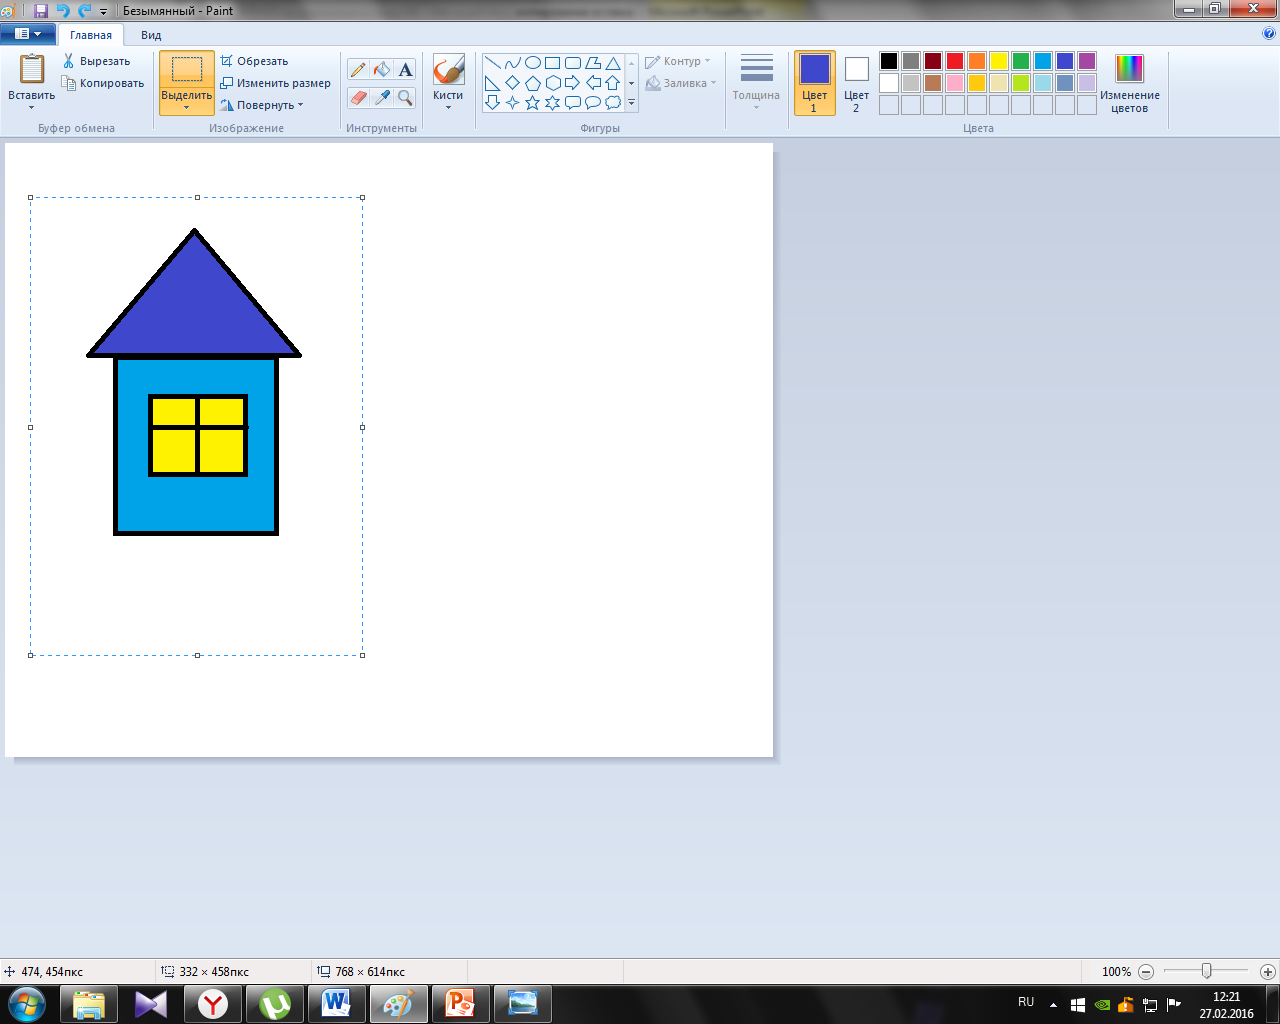 Безымянный - Paint
Главная Вид
Вставить
Вырезать
Копировать
Буфер обмена
Выделить
Обрезать
Изменить размер
Повернуть
Изображение
A
Инструменты
Кисти
Контур
Заливка
Фигуры
Толщина
Цвет
1
Цвет
2
Изменение
цветов
Цвета
474, 454пкс 332 × 458пкс 768 × 614пкс 100%
RU 12:21
27.02.2016